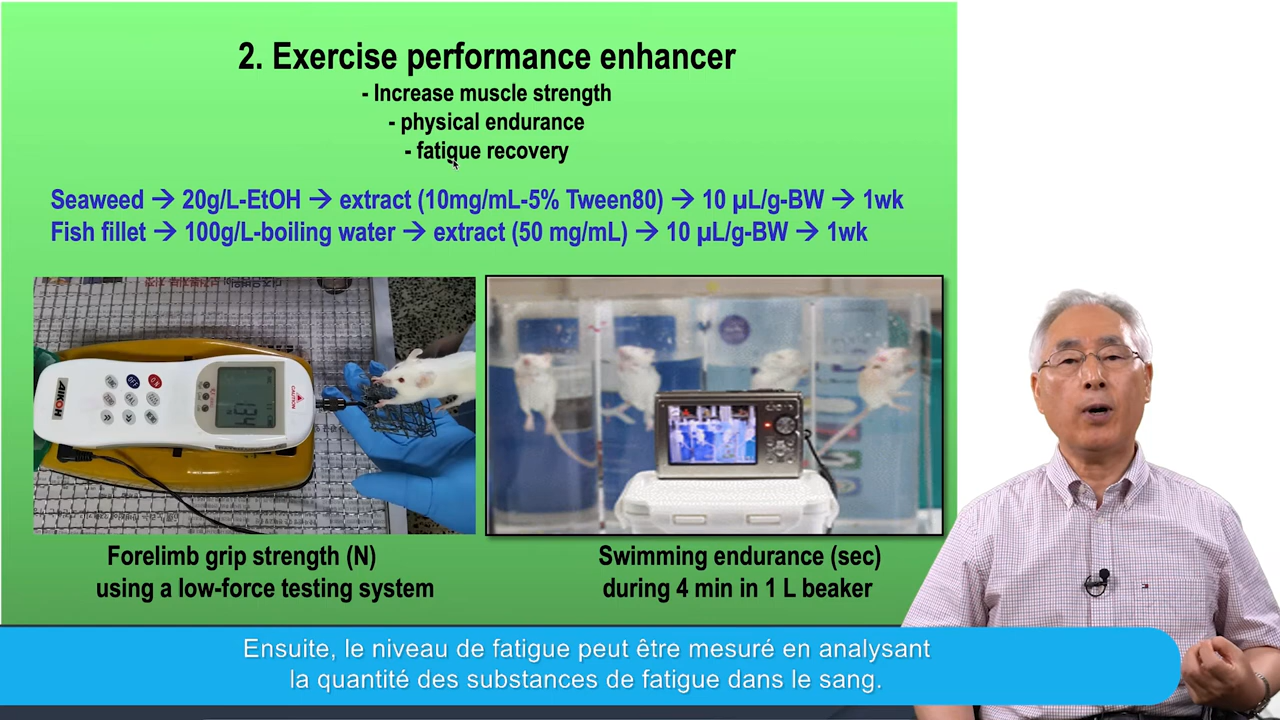 2. Exercise performance enhancer
- Increase muscle strength
- physical endurance
- fatigue recovery
Seaweed → 20g/L-EtOH → extract (10mg/mL-5% Tween80) → 10 µL/g-BW → 1wk
Fish fillet → 100g/L-boiling water → extract (50 mg/mL) → 10 µL/g-BW → 1wk
AIKOH
CAUTION
Forelimb grip strength (N)
using a low-force testing system
Swimming endurance (sec)
during 4 min in 1 L beaker
Ensuite, le niveau de fatigue peut être mesuré en analysant
la quantité des substances de fatigue dans le sang.